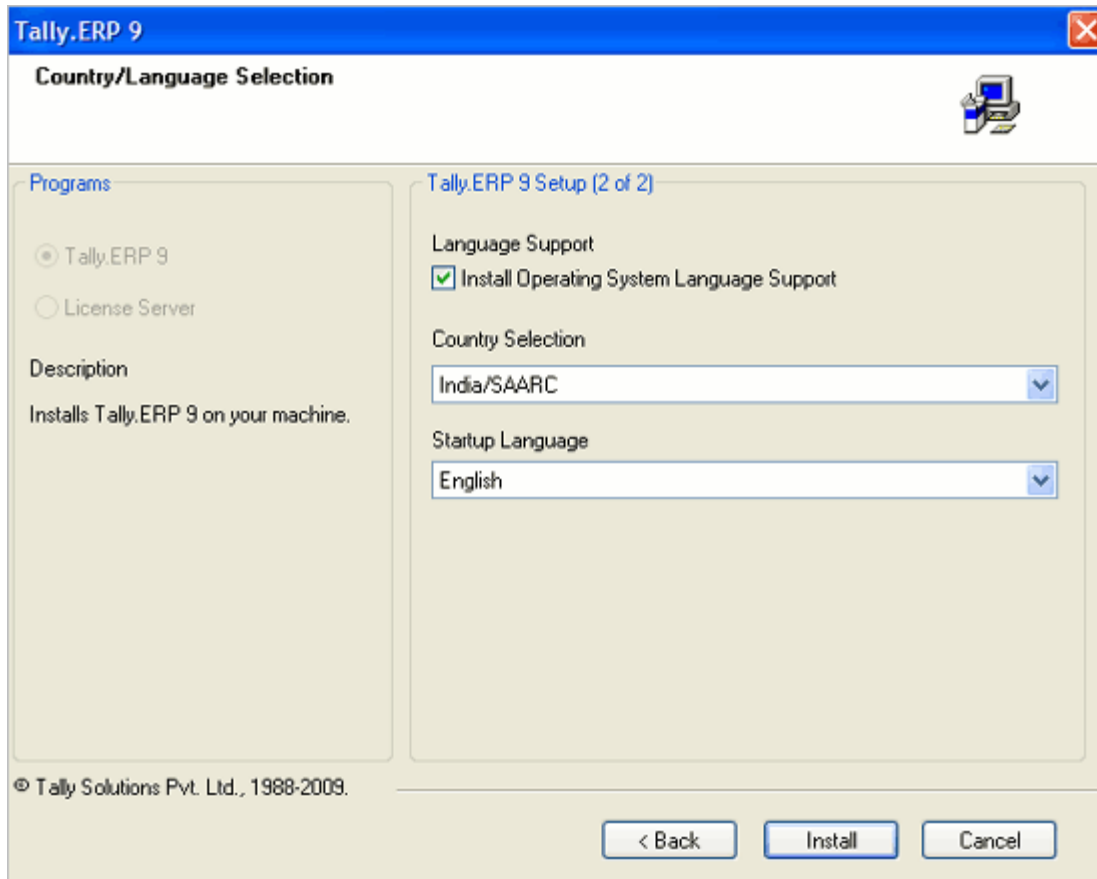 Tally.ERP 9
Country/Language Selection
Programs
Tally.ERP 9
License Server
Description
Installs Tally.ERP 9 on your machine.
Tally.ERP 9 Setup (2 of 2)
Language Support
Install Operating System Language Support
Country Selection
India/SAARC
Startup Language
English
© Tally Solutions Pvt. Ltd., 1988-2009.
< Back
Install
Cancel